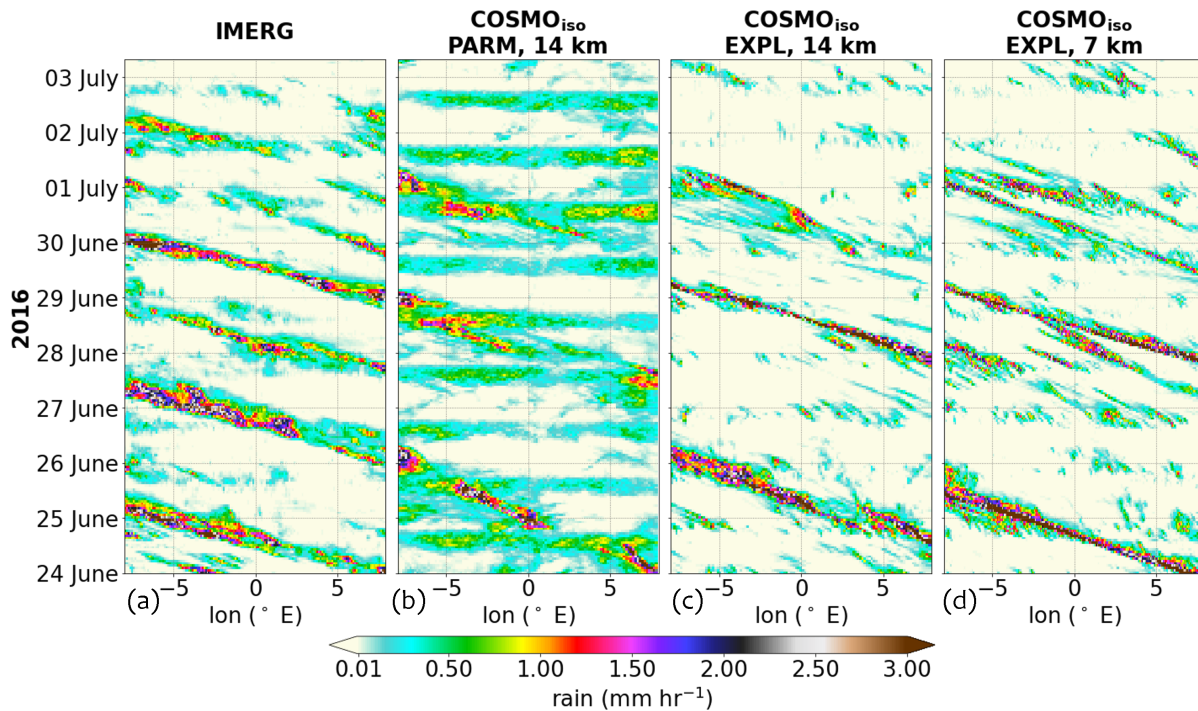 IMERG
COSMOiso
PARM, 14 km
COSMOiso
EXPL, 14 km
COSMOiso
EXPL, 7 km
2016
03 July
02 July
01 July
30 June
29 June
28 June
27 June
26 June
25 June
24 June
(a) −5 0 5
(b) −5 0 5
(c) −5 0 5
(d) −5 0 5
lon (° E) lon (° E) lon (° E) lon (° E)
0.01 0.50 1.00 1.50 2.00 2.50 3.00
rain (mm hr⁻¹)